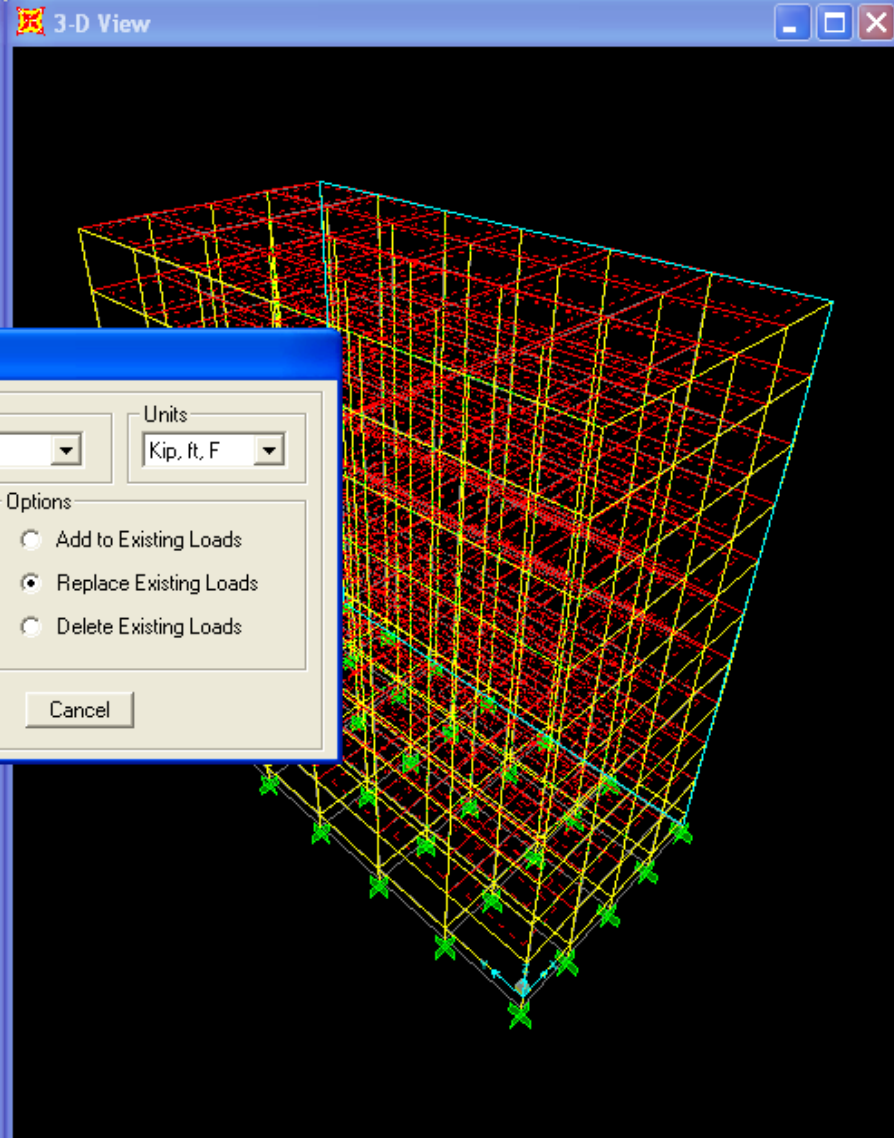 3-D View
Units
Kip, ft, F
Options
Add to Existing Loads
Replace Existing Loads
Delete Existing Loads
Cancel